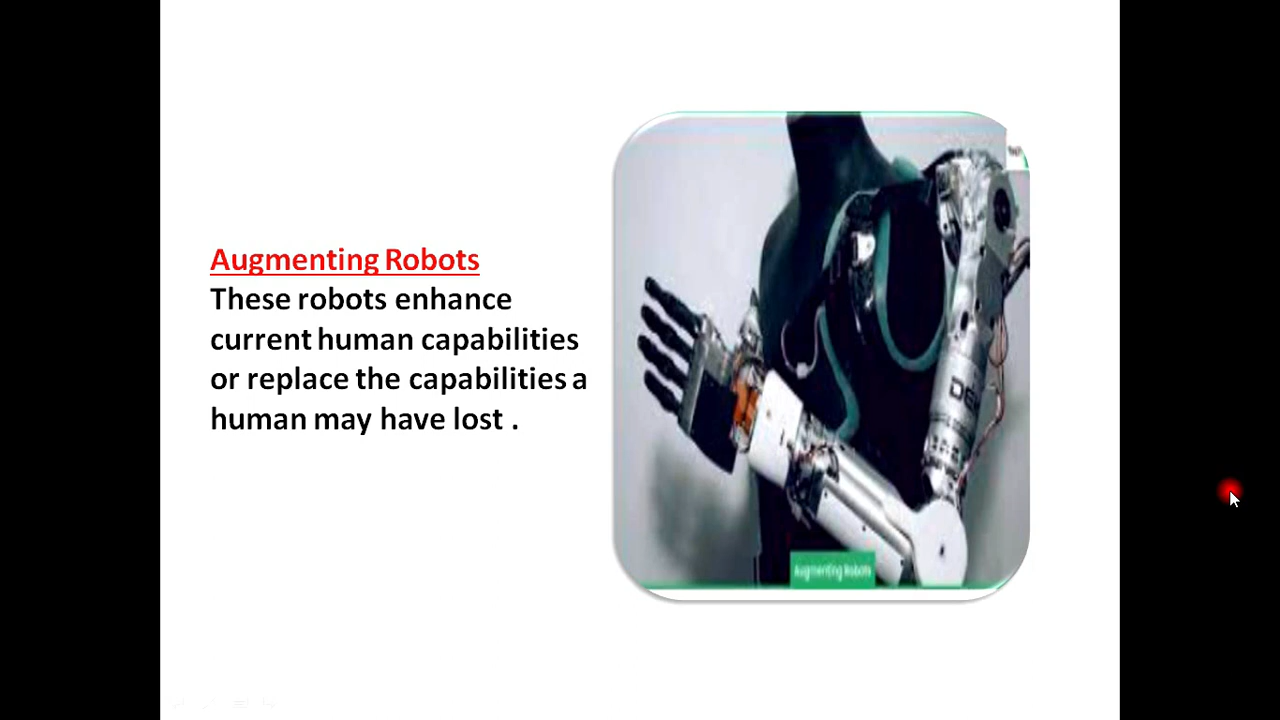 Augmenting Robots
These robots enhance
current human capabilities
or replace the capabilities a
human may have lost .
Augmenting Robots